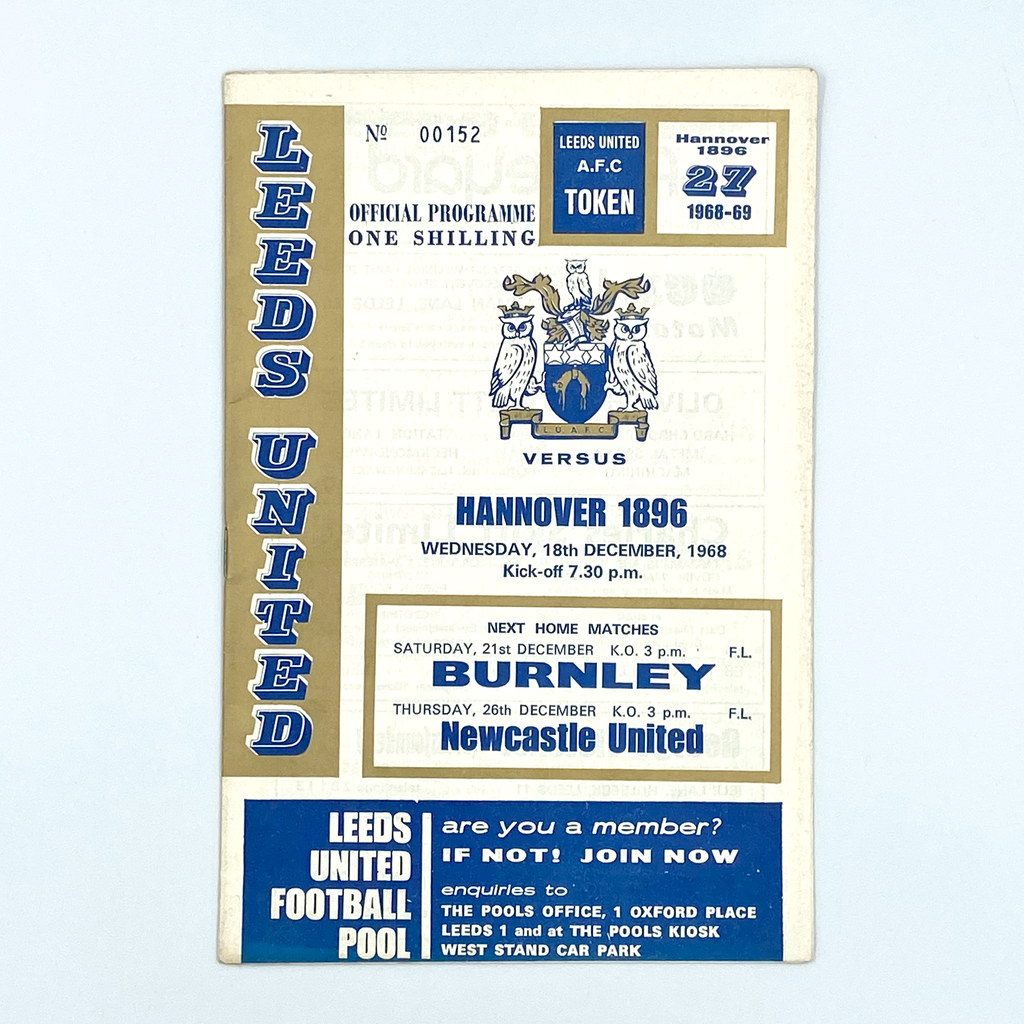 LEEDS UNITED
Nº 00152
OFFICIAL PROGRAMME
ONE SHILLING
LEEDS UNITED
A.F.C
TOKEN
Hannover
1896
27
1968-69
L.U.A.F.C.
VERSUS
HANNOVER 1896
WEDNESDAY, 18th DECEMBER, 1968
Kick-off 7.30 p.m.
NEXT HOME MATCHES
SATURDAY, 21st DECEMBER K.O. 3 p.m. F.L.
BURNLEY
THURSDAY, 26th DECEMBER K.O. 3 p.m. F.L.
Newcastle United
LEEDS
UNITED
FOOTBALL
POOL
are you a member?
IF NOT! JOIN NOW
enquiries to
THE POOLS OFFICE, 1 OXFORD PLACE
LEEDS 1 and at THE POOLS KIOSK
WEST STAND CAR PARK